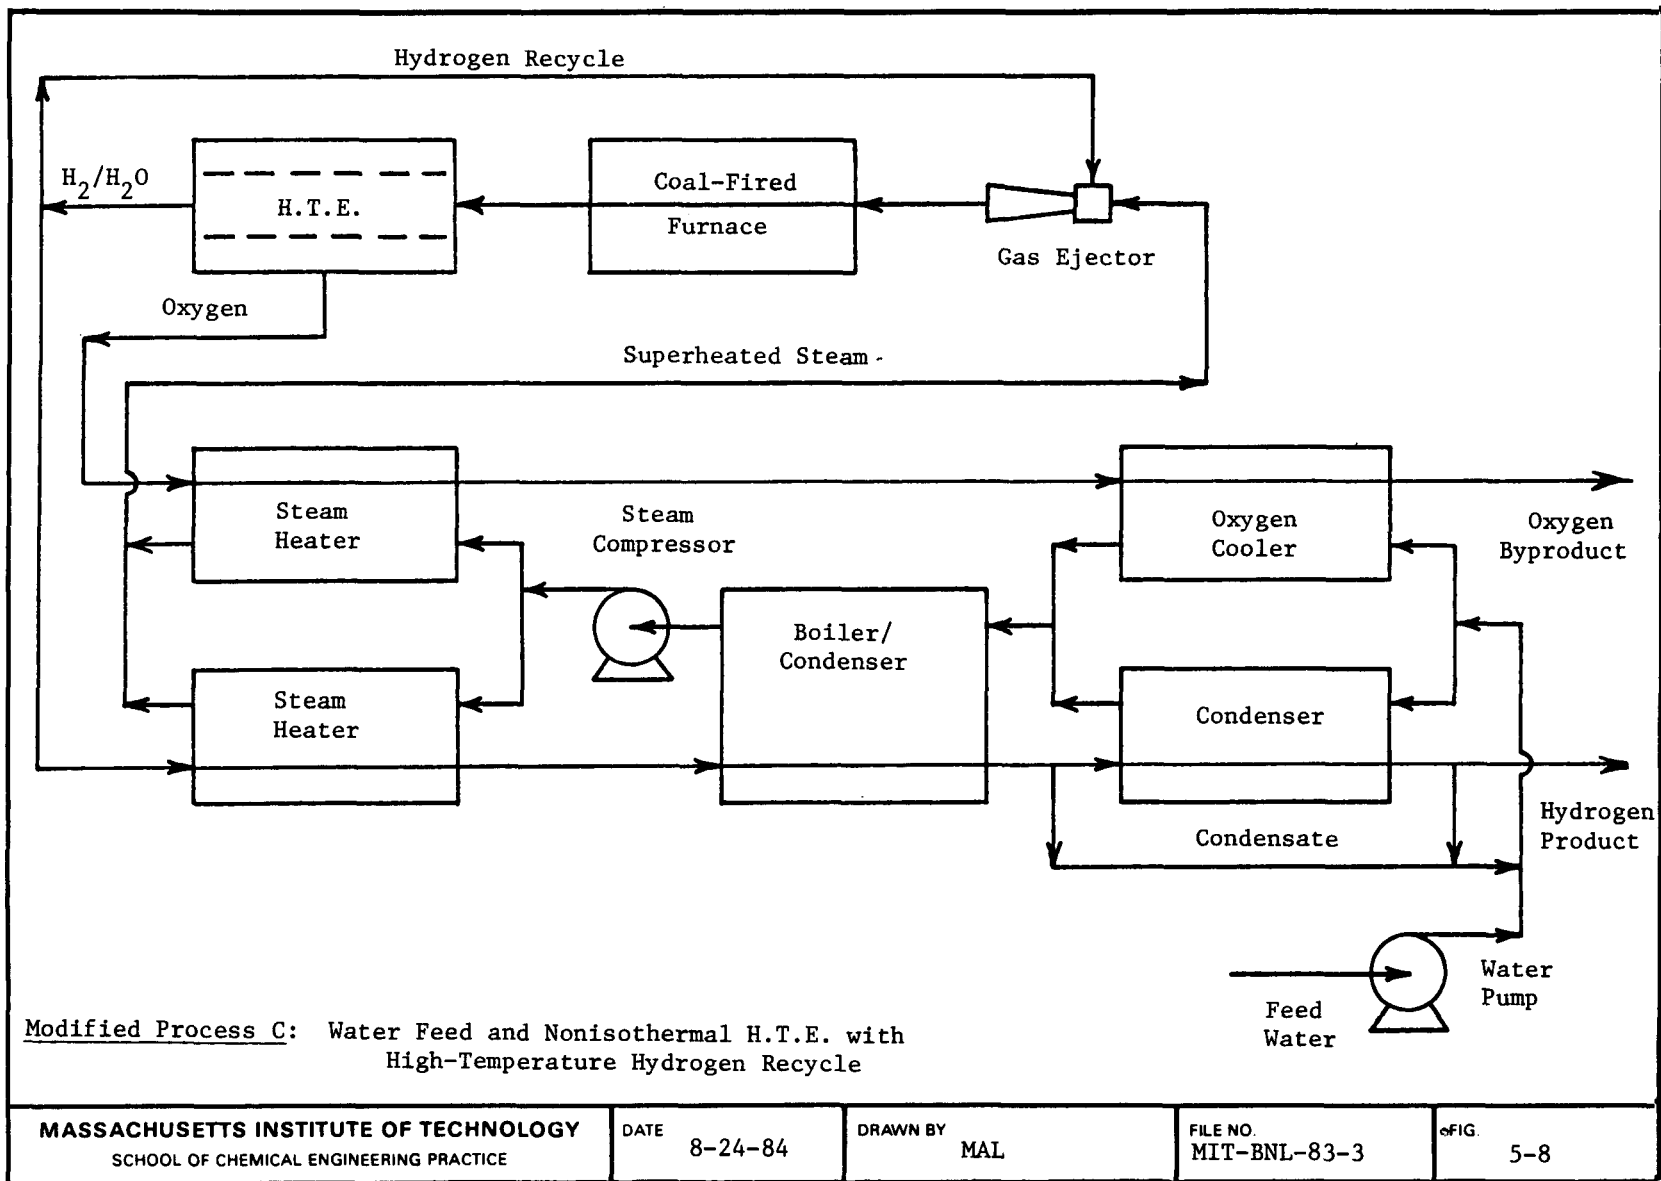 Hydrogen Recycle
H2/H2O
H.T.E.
Coal-Fired
Furnace
Gas Ejector
Oxygen
Superheated Steam
Steam
Heater
Steam
Compressor
Oxygen
Cooler
Oxygen
Byproduct
Boiler/
Condenser
Steam
Heater
Condenser
Hydrogen
Product
Condensate
Water
Pump
Feed
Water
Modified Process C: Water Feed and Nonisothermal H.T.E. with
High-Temperature Hydrogen Recycle
MASSACHUSETTS INSTITUTE OF TECHNOLOGY
SCHOOL OF CHEMICAL ENGINEERING PRACTICE
DATE
8-24-84
DRAWN BY
MAL
FILE NO.
MIT-BNL-83-3
FIG.
5-8